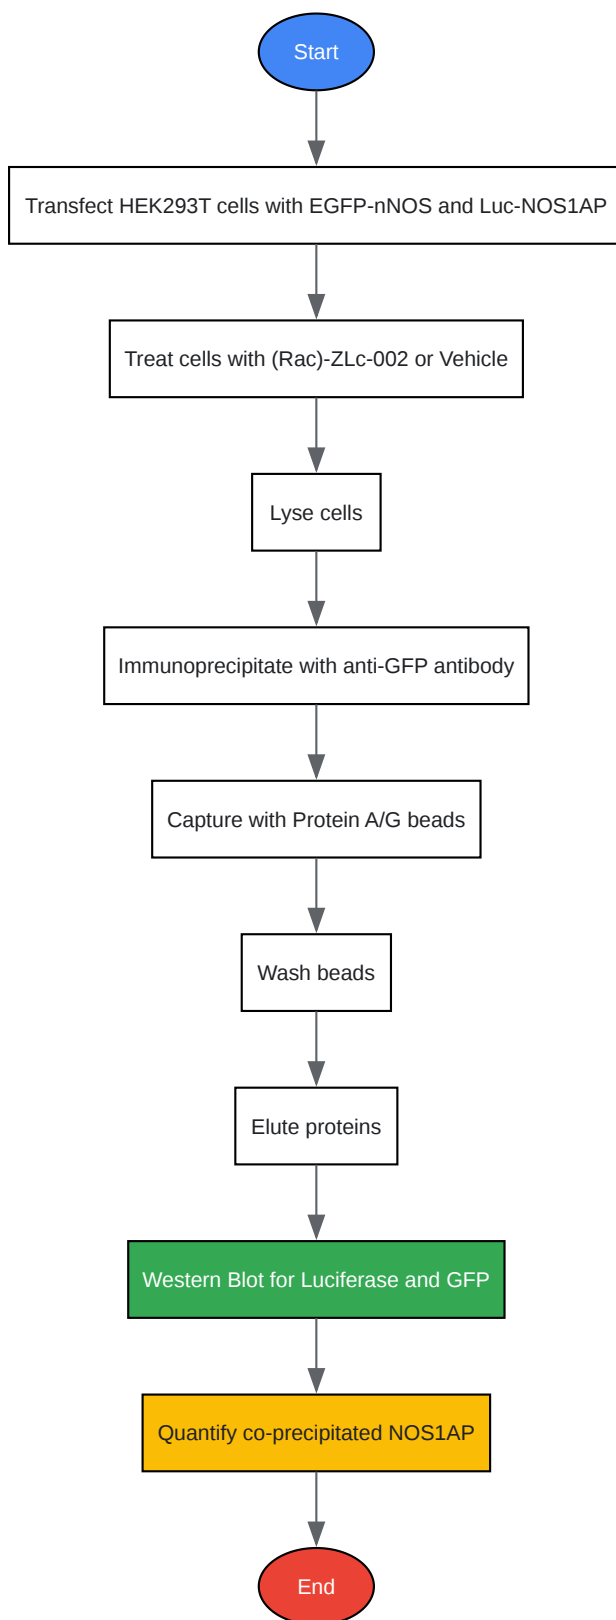 Start
Transfect HEK293T cells with EGFP-nNOS and Luc-NOS1AP
Treat cells with (Rac)-ZLc-002 or Vehicle
Lyse cells
Immunoprecipitate with anti-GFP antibody
Capture with Protein A/G beads
Wash beads
Elute proteins
Western Blot for Luciferase and GFP
Quantify co-precipitated NOS1AP
End